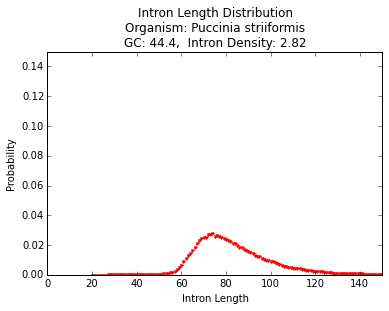 Intron Length Distribution
Organism: Puccinia striiformis
GC: 44.4,  Intron Density: 2.82
0.14
0.12
0.10
0.08
0.06
0.04
0.02
0.00
Probability
0 20 40 60 80 100 120 140
Intron Length